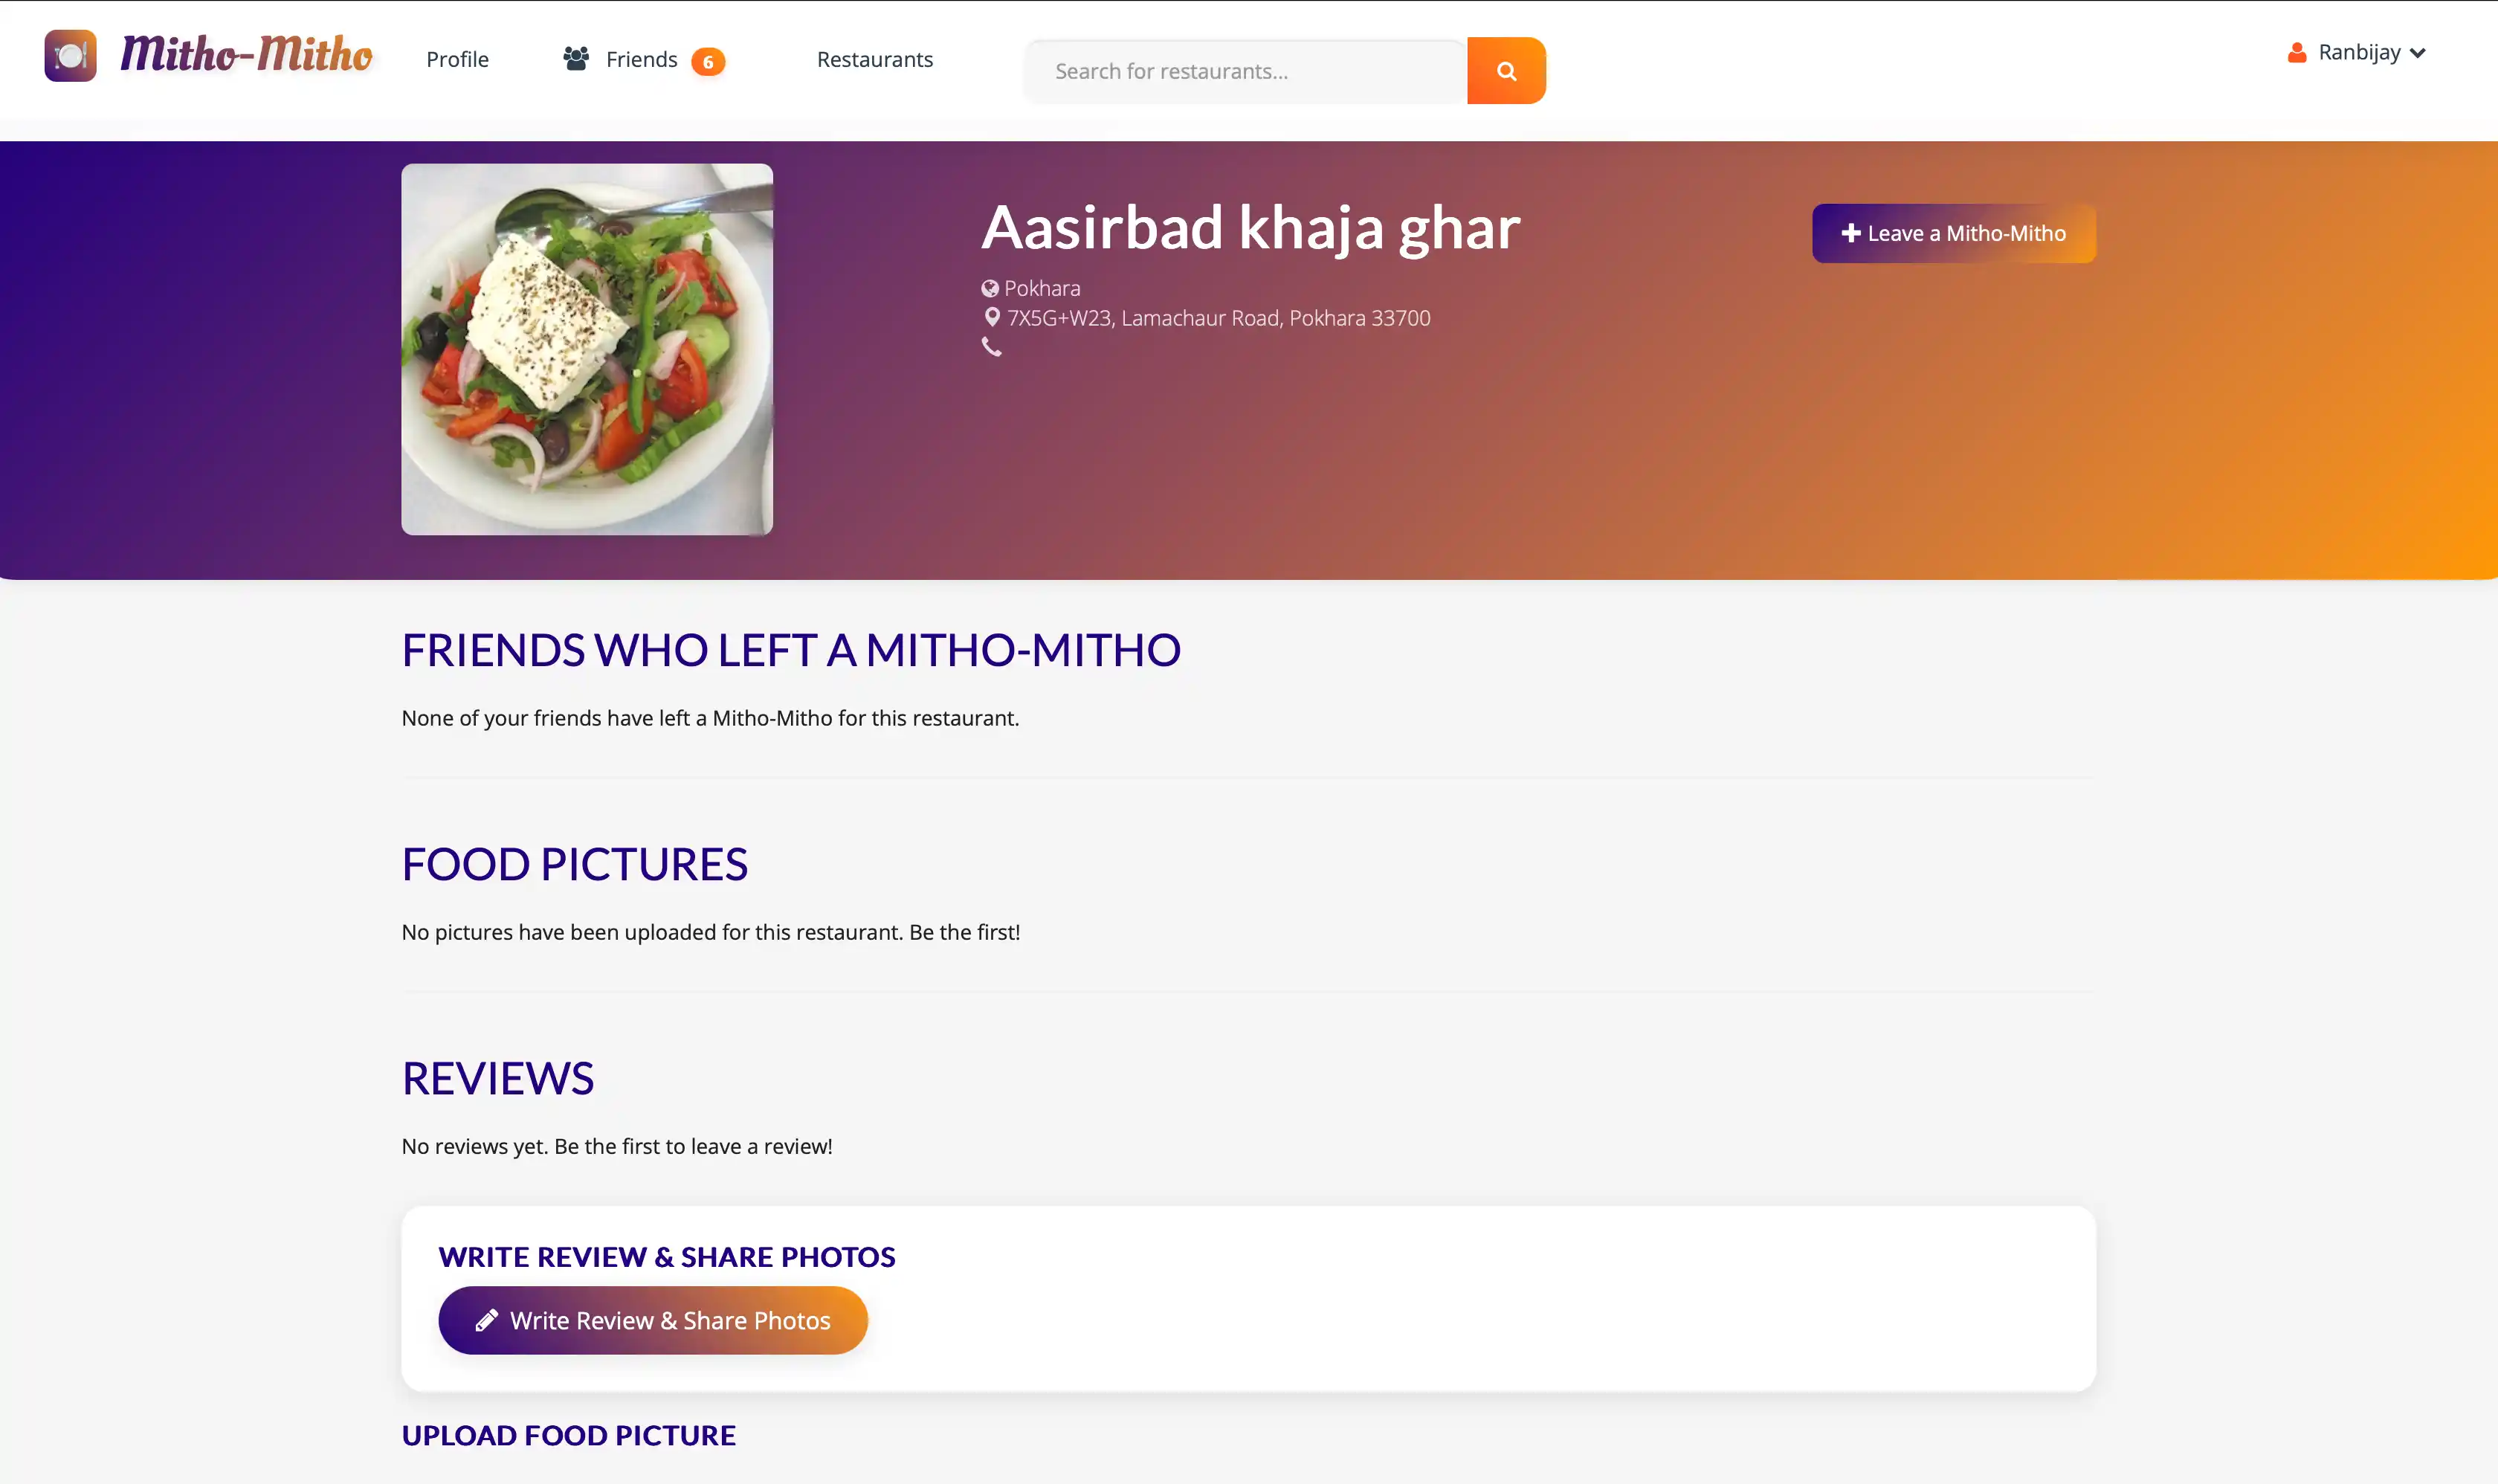 Mitho-Mitho
Profile
Friends 6
Restaurants
Search for restaurants...
Ranbijay
Aasirbad khaja ghar
Pokhara
7X5G+W23, Lamachaur Road, Pokhara 33700
Leave a Mitho-Mitho
FRIENDS WHO LEFT A MITHO-MITHO
None of your friends have left a Mitho-Mitho for this restaurant.
FOOD PICTURES
No pictures have been uploaded for this restaurant. Be the first!
REVIEWS
No reviews yet. Be the first to leave a review!
WRITE REVIEW & SHARE PHOTOS
Write Review & Share Photos
UPLOAD FOOD PICTURE